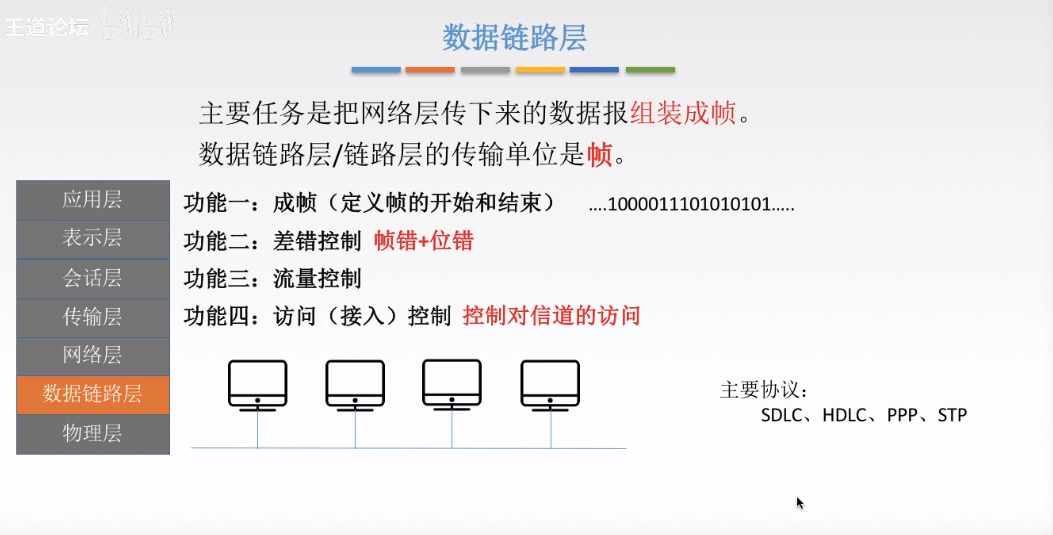 王道论坛 bilibili
数据链路层
主要任务是把网络层传下来的数据报组装成帧。
数据链路层/链路层的传输单位是帧。
应用层
表示层
会话层
传输层
网络层
数据链路层
物理层
功能一：成帧（定义帧的开始和结束） ....1000011101010101.....
功能二：差错控制 帧错+位错
功能三：流量控制
功能四：访问（接入）控制 控制对信道的访问
主要协议：
SDLC、HDLC、PPP、STP